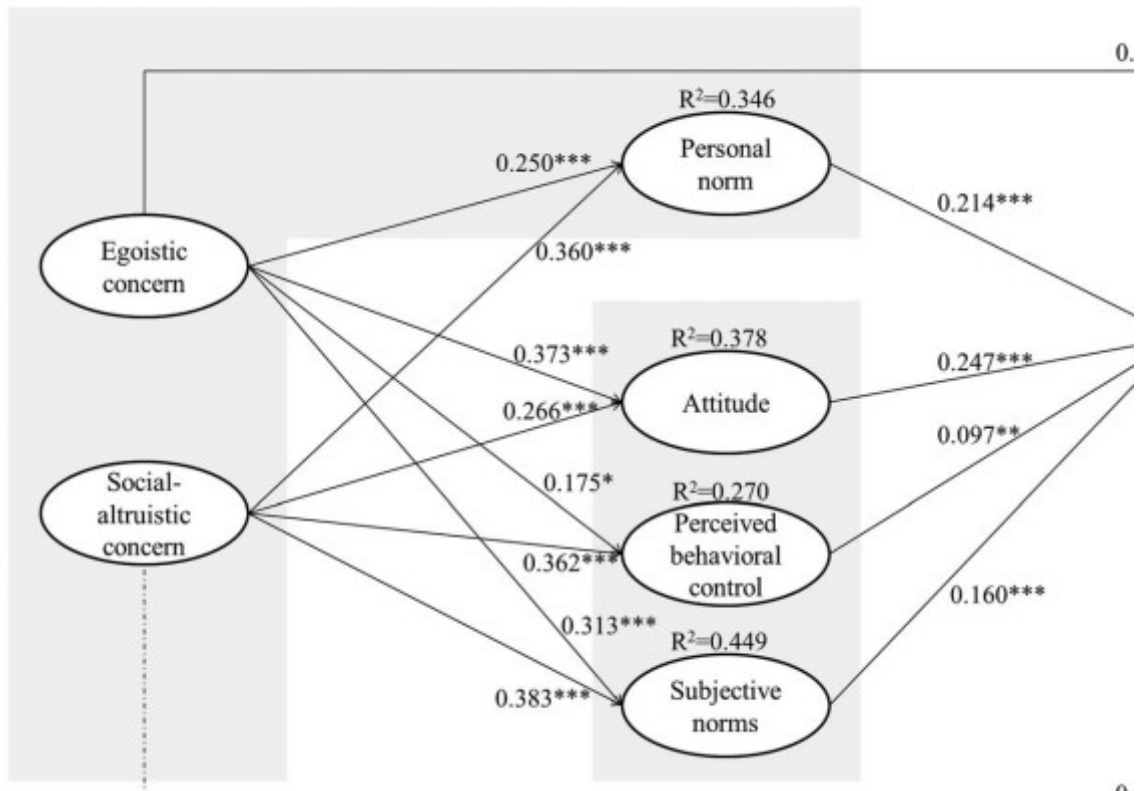 0.
R²=0.346
Personal
norm
0.250***
0.214***
Egoistic
concern
0.360***
R²=0.378
0.373***
0.247***
Attitude
0.266***
0.097**
Social-
altruistic
concern
0.175*
R²=0.270
Perceived
behavioral
control
0.362***
0.160***
0.313***
R²=0.449
Subjective
norms
0.383***